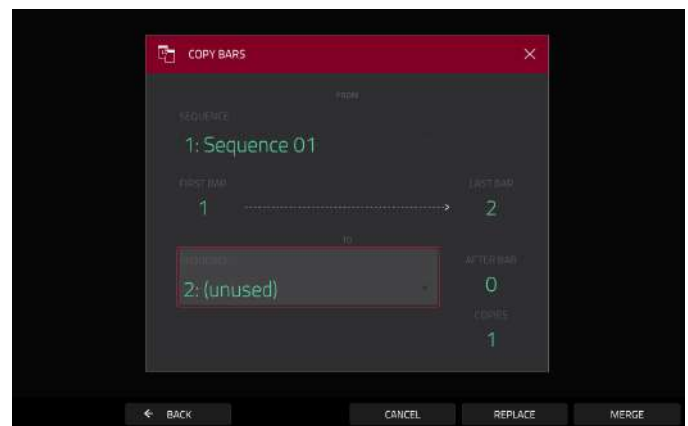 COPY BARS
FROM
SEQUENCE
1: Sequence 01
FIRST BAR
LAST BAR
1
2
TO
SEQUENCE
AFTER BAR
2: (unused)
0
COPIES
1
BACK
CANCEL
REPLACE
MERGE